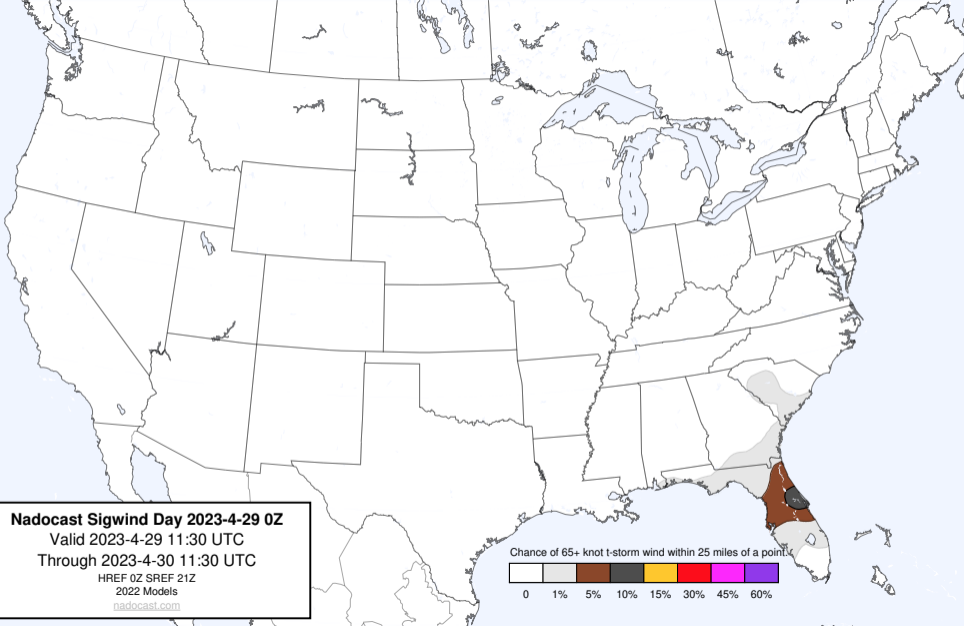 Nadocast Sigwind Day 2023-4-29 0Z
Valid 2023-4-29 11:30 UTC
Through 2023-4-30 11:30 UTC
HREF 0Z SREF 21Z
2022 Models
nadocast.com
Chance of 65+ knot t-storm wind within 25 miles of a point.
0 1% 5% 10% 15% 30% 45% 60%